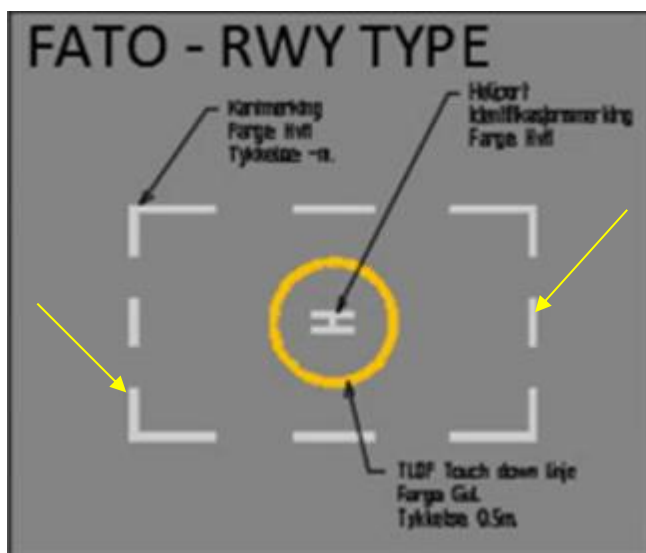 FATO - RWY TYPE
Kantmerking
Farge: Hvit
Tykkelse: -m.
Heliport
Identifikasjonsmerking
Farge: Hvit
H
TLOF Touch down linje
Farge: Gul.
Tykkelse: 0.5m.